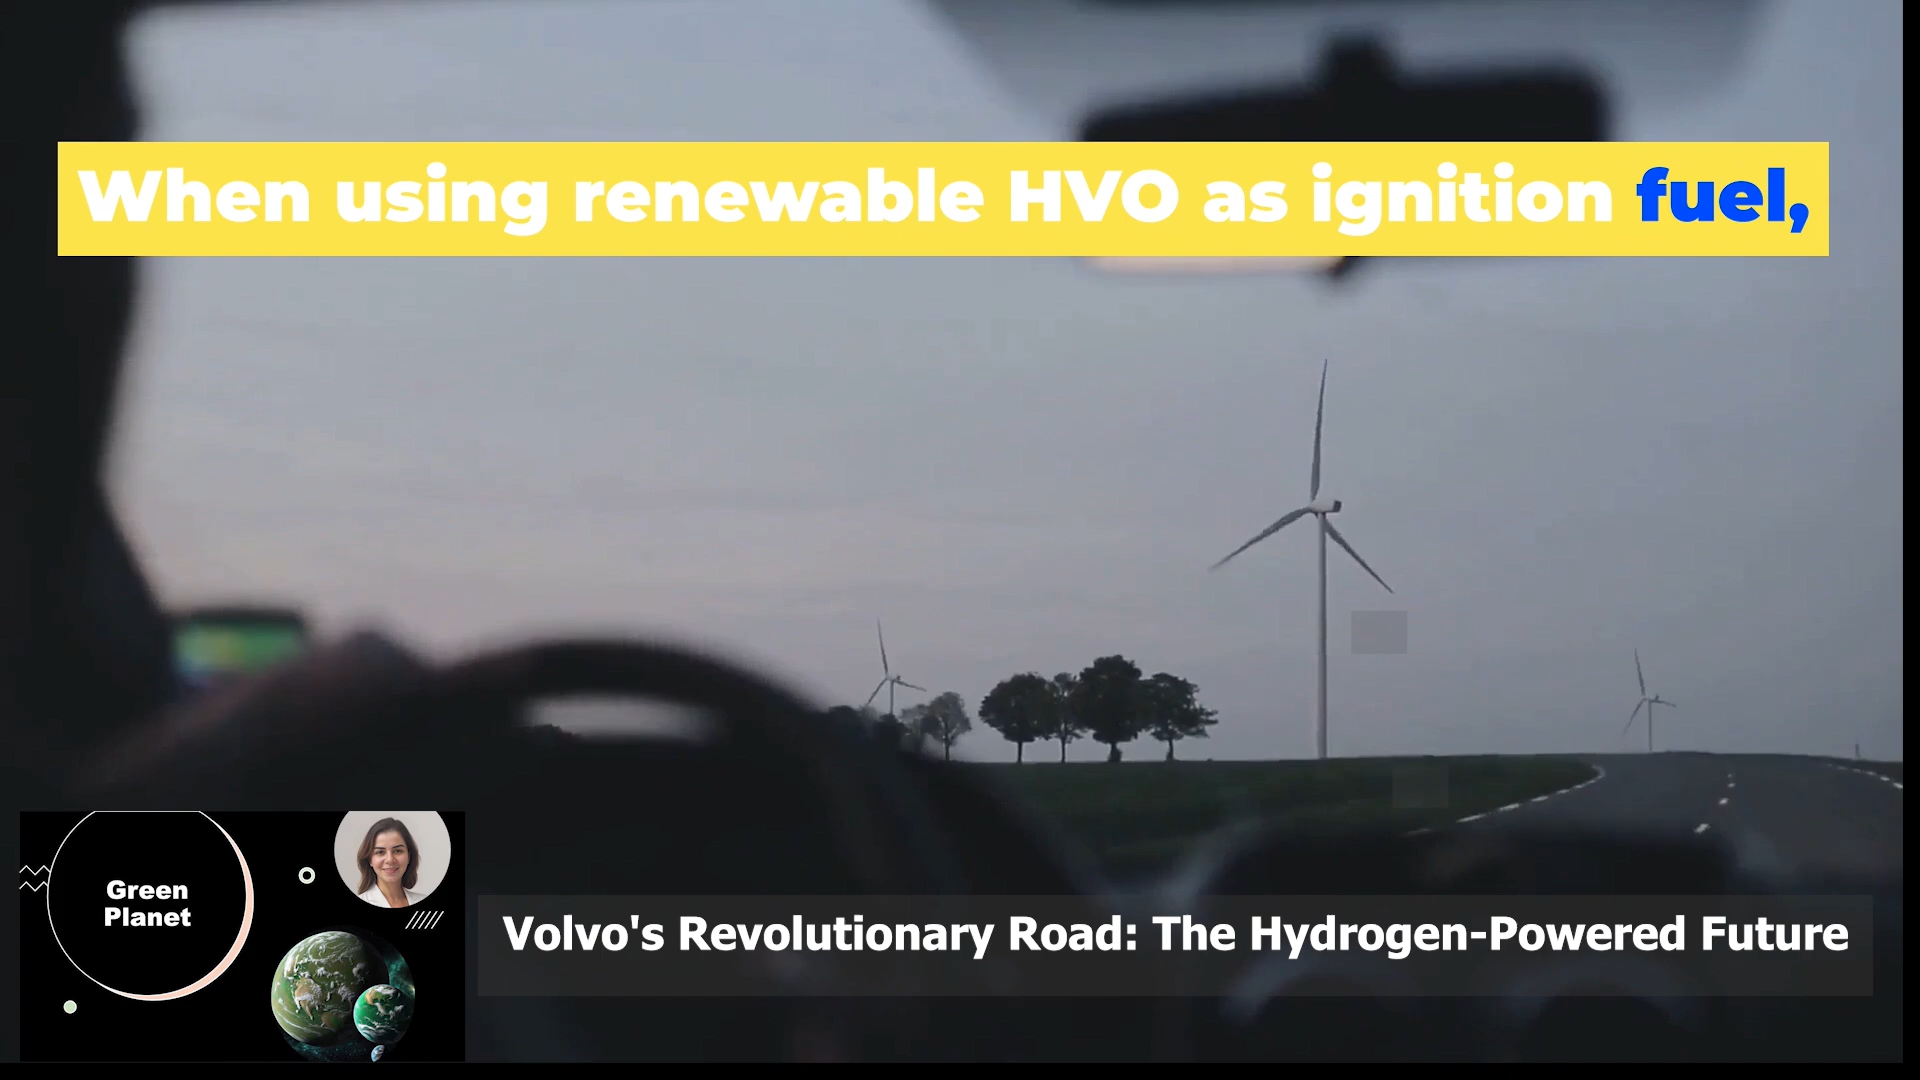 When using renewable HVO as ignition fuel,
Green
Planet
Volvo's Revolutionary Road: The Hydrogen-Powered Future